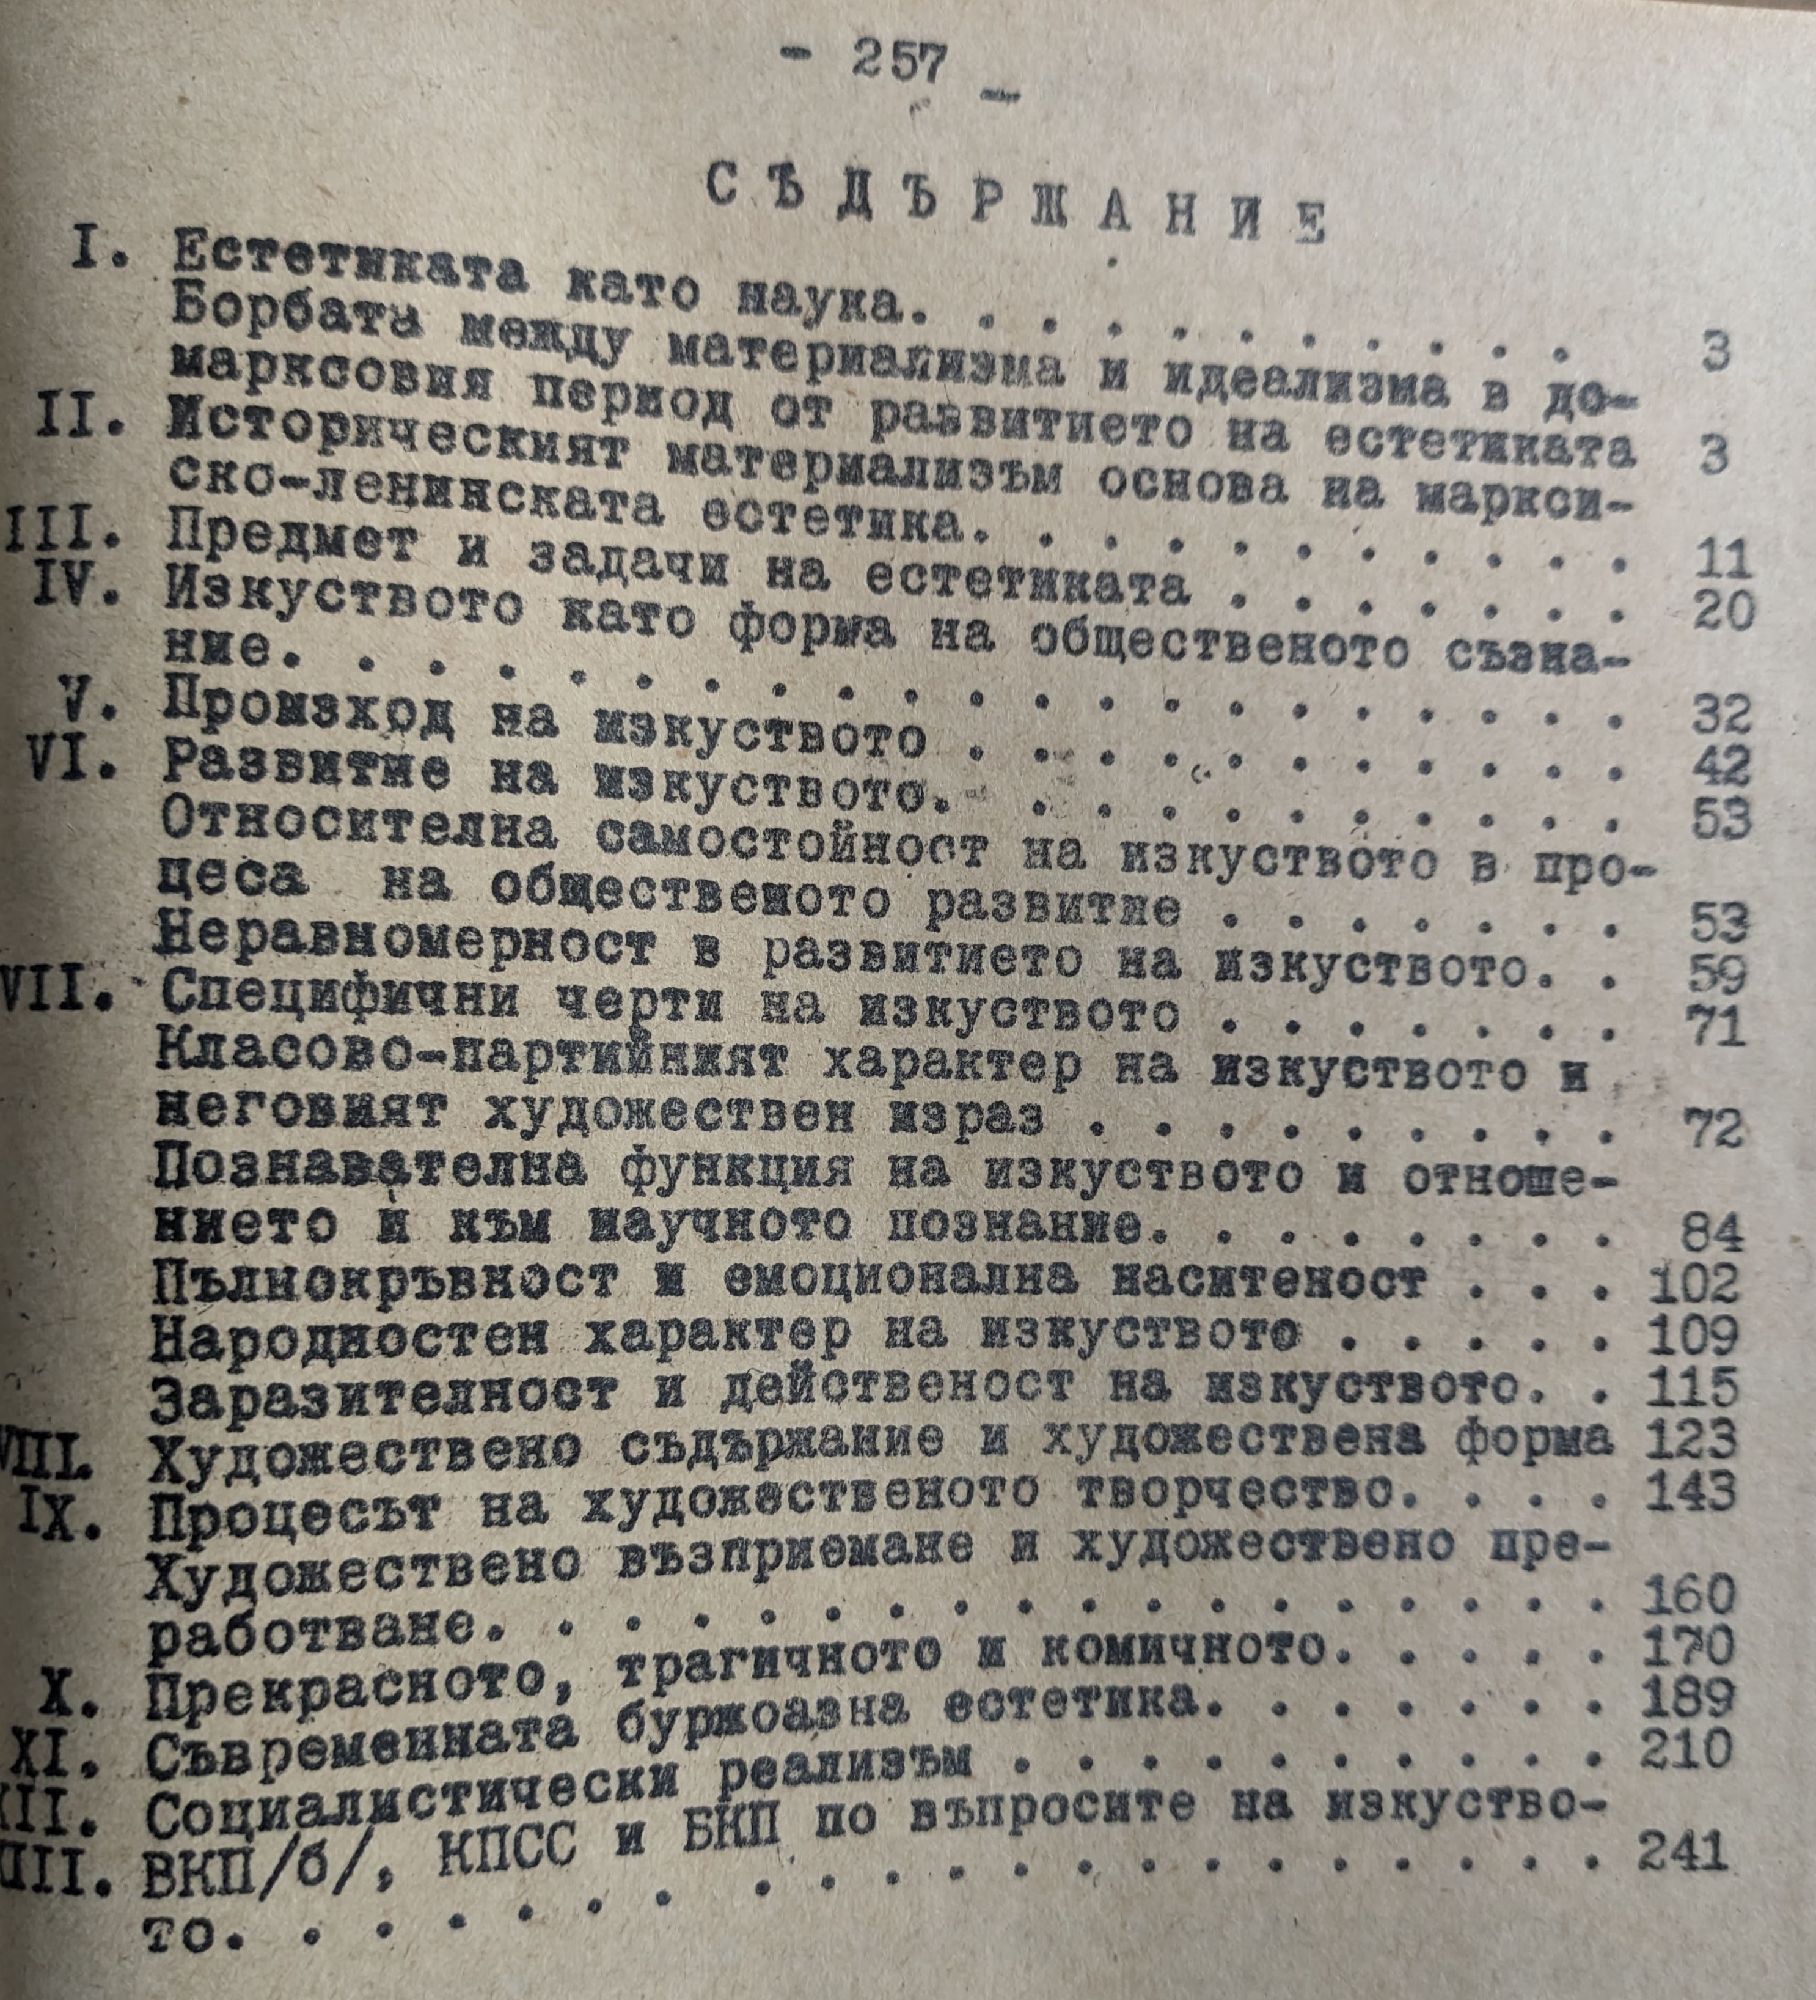 - 257 -
СЪДЪРЖАНИЕ
I. Естетиката като наука. . . . . . . . . . . 3
Борбата между материализма и идеализма в до-
марксовия период от развитието на естетиката 3
II. Историческият материализъм основа на маркси-
ско-ленинската естетика. . . . . . . . . . . 11
III. Предмет и задачи на естетиката . . . . . . . 20
IV. Изкуството като форма на общественото съзна-
ние. . . . . . . . . . . . . . . . . . . . . 32
V. Произход на изкуството . . . . . . . . . . . 42
VI. Развитие на изкуството. . . . . . . . . . . 53
Относителна самостойност на изкуството в про-
цеса на общественото развитие . . . . . . . 53
Неравномерност в развитието на изкуството. . 59
VII. Специфични черти на изкуството . . . . . . . 71
Класово-партийният характер на изкуството и
неговият художествен израз . . . . . . . . . 72
Познавателна функция на изкуството и отноше-
нието и към научното познание. . . . . . . . 84
Пълнокръвност и емоционална наситеност . . . 102
Народностен характер на изкуството . . . . . 109
Заразителност и действеност на изкуството. . 115
VIII. Художествено съдържание и художествена форма 123
IX. Процесът на художественото творчество. . . . 143
Художествено възприемане и художествено пре-
работване. . . . . . . . . . . . . . . . . . 160
X. Прекрасното, трагичното и комичното. . . . . 170
XI. Съвременната буржоазна естетика. . . . . . . 189
XII. Социалистически реализъм . . . . . . . . . . 210
XIII. ВКП/б/, КПСС и БКП по въпросите на изкуство-
то. . . . . . . . . . . . . . . . . . . . . 241